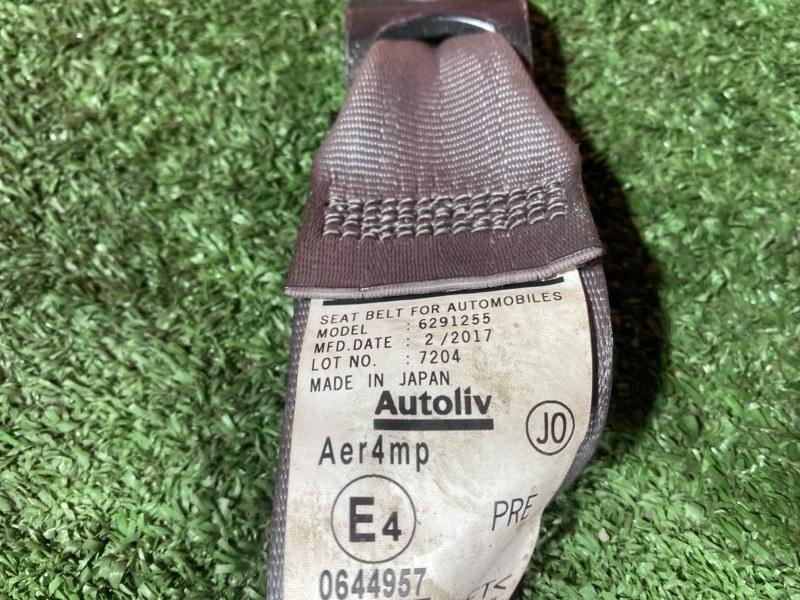 SEAT BELT FOR AUTOMOBILES
MODEL : 6291255
MFD.DATE : 2/2017
LOT NO. : 7204
MADE IN JAPAN
Autoliv
JO
Aer4mp
E4
PRE
0644957